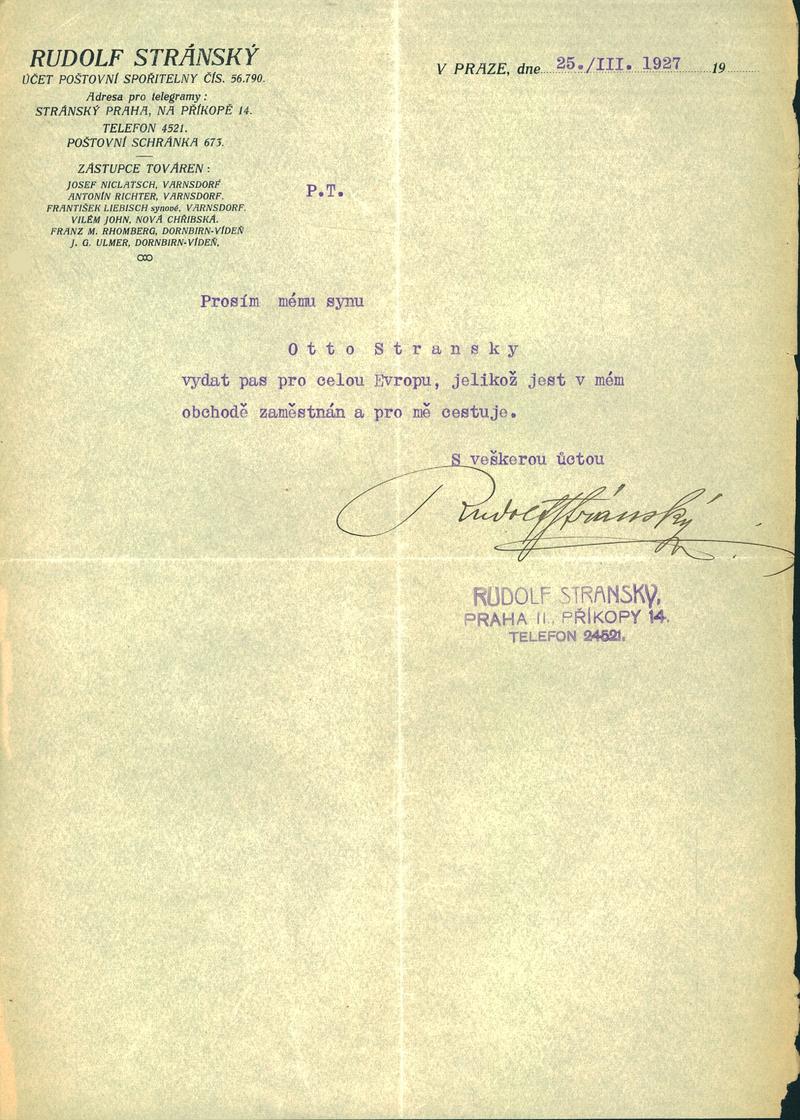 RUDOLF STRÁNSKÝ
ÚČET POŠTOVNÍ SPOŘITELNY ČÍS. 56.790.
Adresa pro telegramy :
STRÁNSKÝ PRAHA, NA PŘÍKOPĚ 14.
TELEFON 4521.
POŠTOVNÍ SCHRÁNKA 673.
ZÁSTUPCE TOVÁREN :
JOSEF NICLATSCH, VARNSDORF
ANTONÍN RICHTER, VARNSDORF.
FRANTIŠEK LIEBISCH synové, VARNSDORF.
VILÉM JOHN, NOVÁ CHŘIBSKÁ.
FRANZ M. RHOMBERG, DORNBIRN-VÍDEŇ
J. G. ULMER, DORNBIRN-VÍDEŇ.
V PRAZE, dne 25./III. 1927 19
P.T.
Prosím mému synu
Otto Stransky
vydat pas pro celou Evropu, jelikož jest v mém
obchodě zaměstnán a pro mě cestuje.
S veškerou ůctou
Rudolf Stránský
RUDOLF STRANSKY,
PRAHA II., PŘÍKOPY 14.
TELEFON 24521.